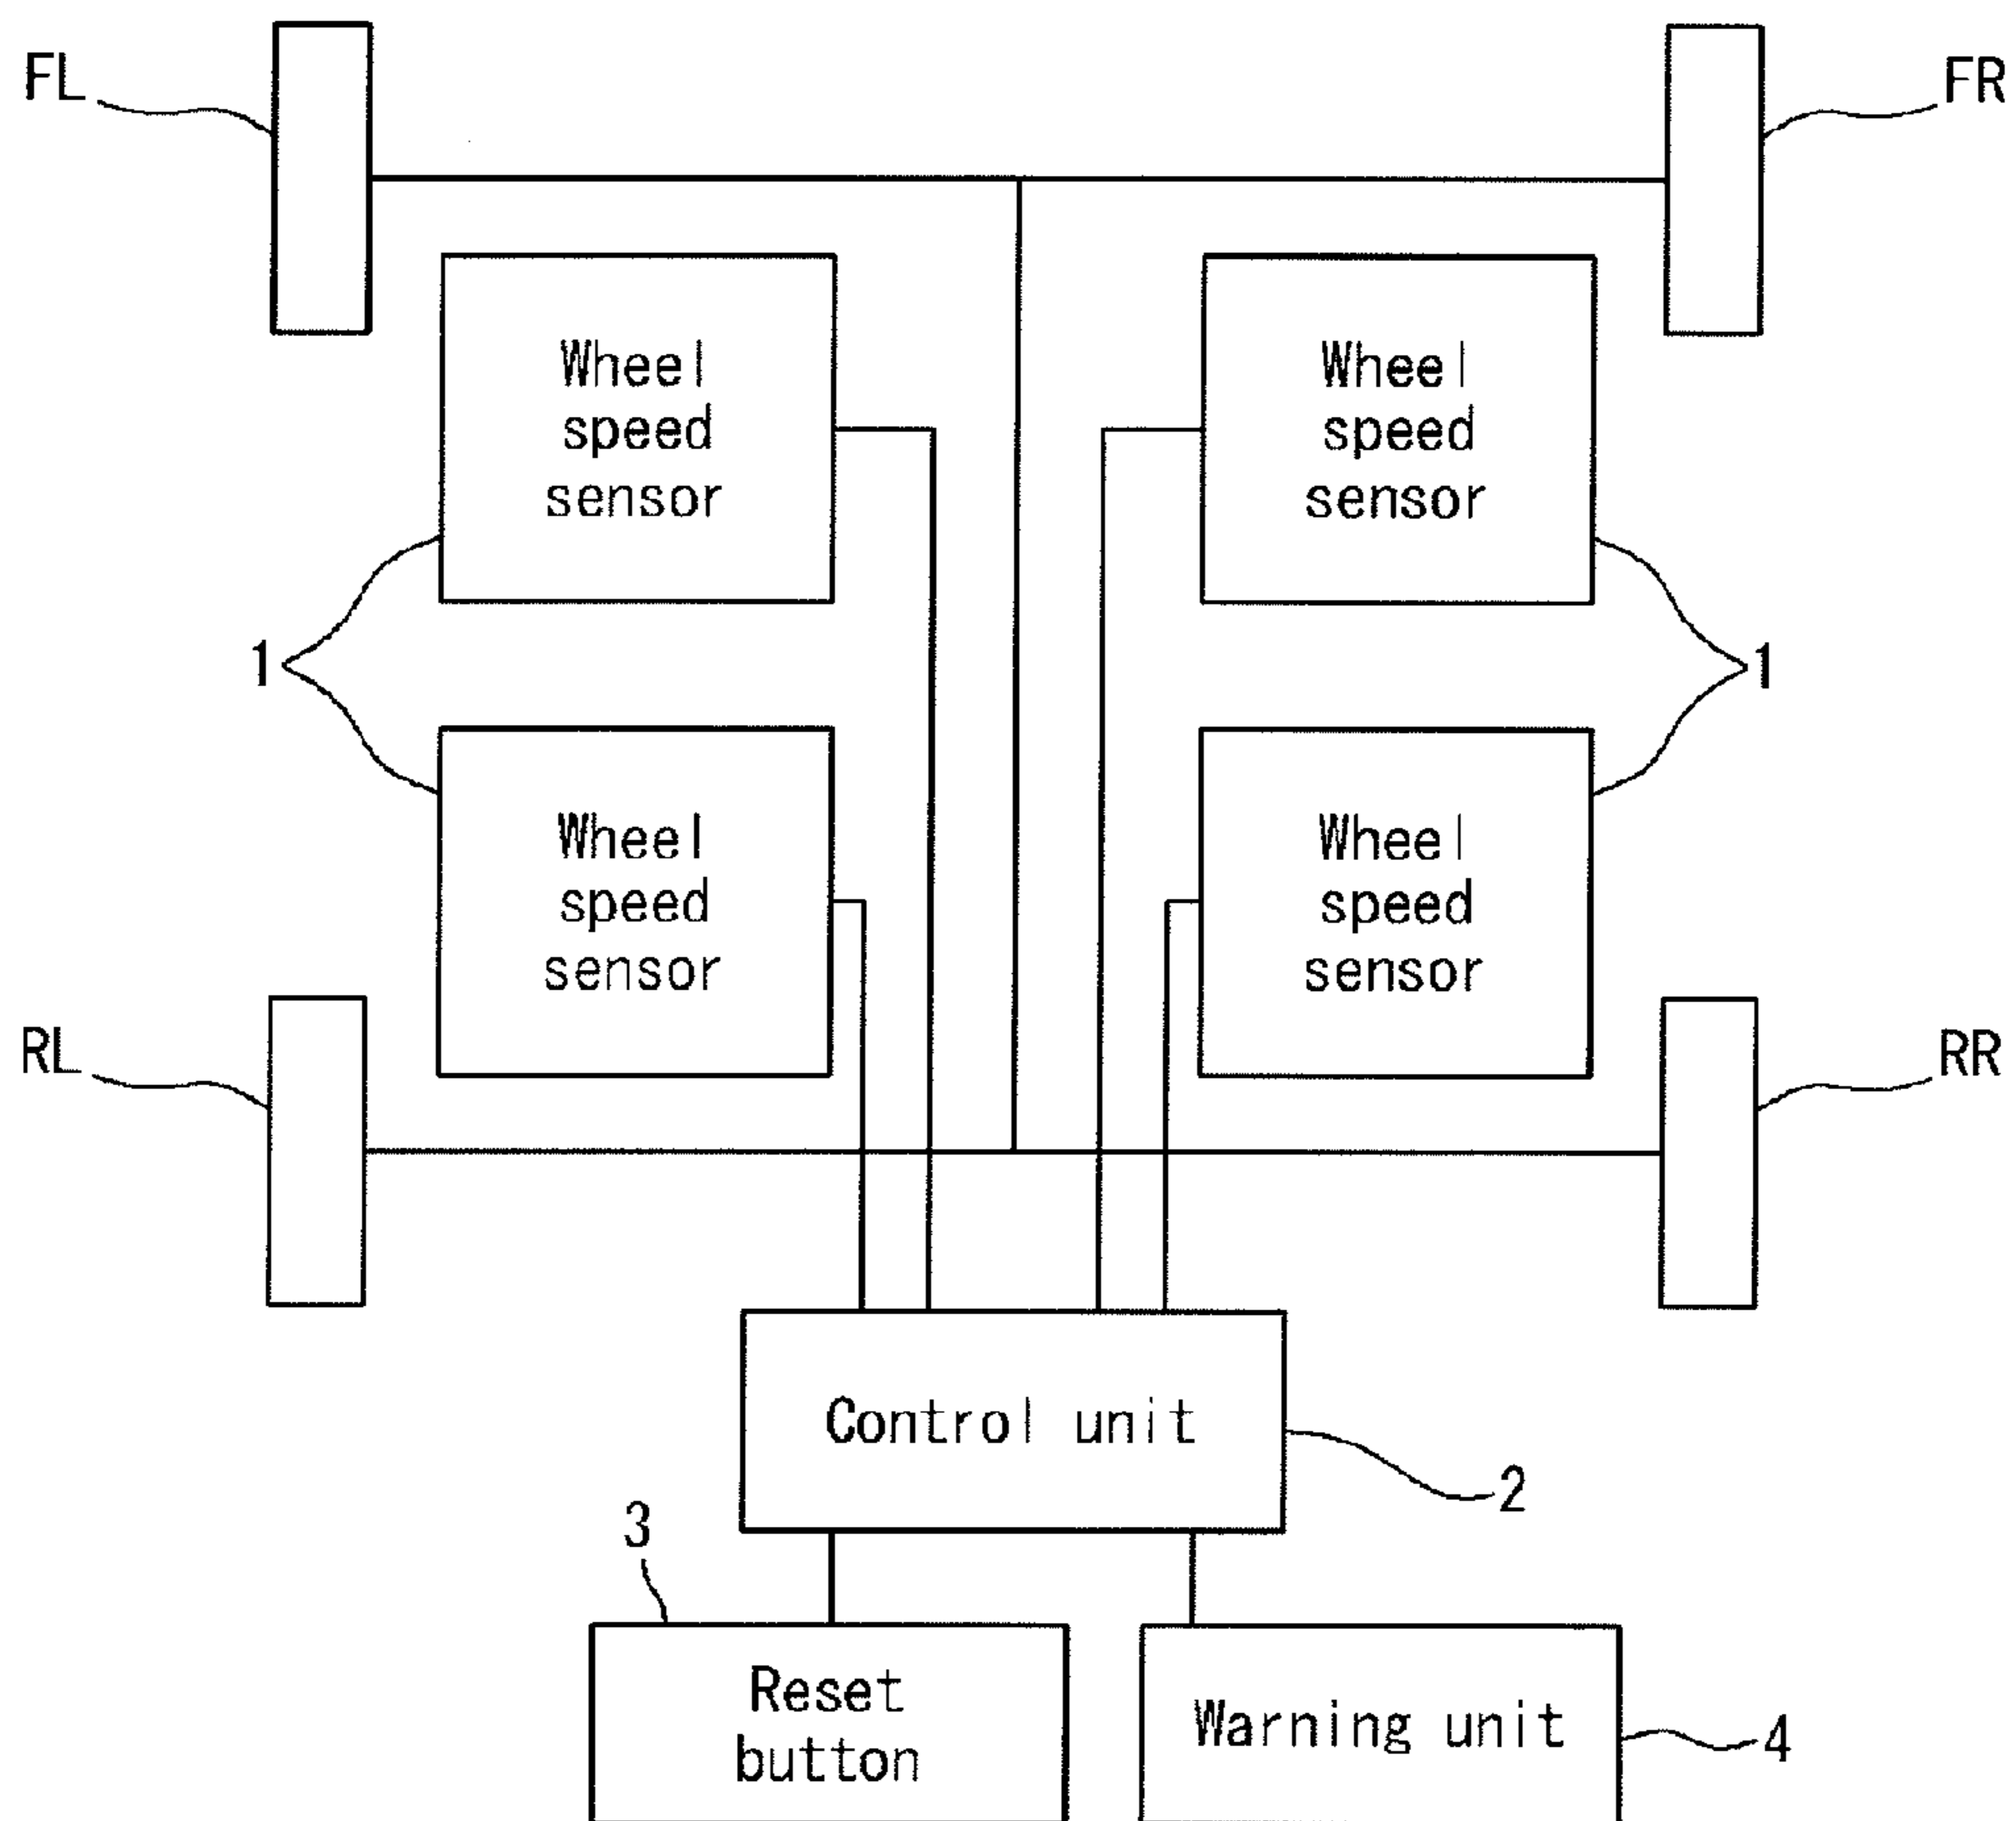 FL
FR
Wheel
speed
sensor
Wheel
speed
sensor
1
1
Wheel
speed
sensor
Wheel
speed
sensor
RL
RR
Control unit
2
3
Reset
button
Warning unit
4